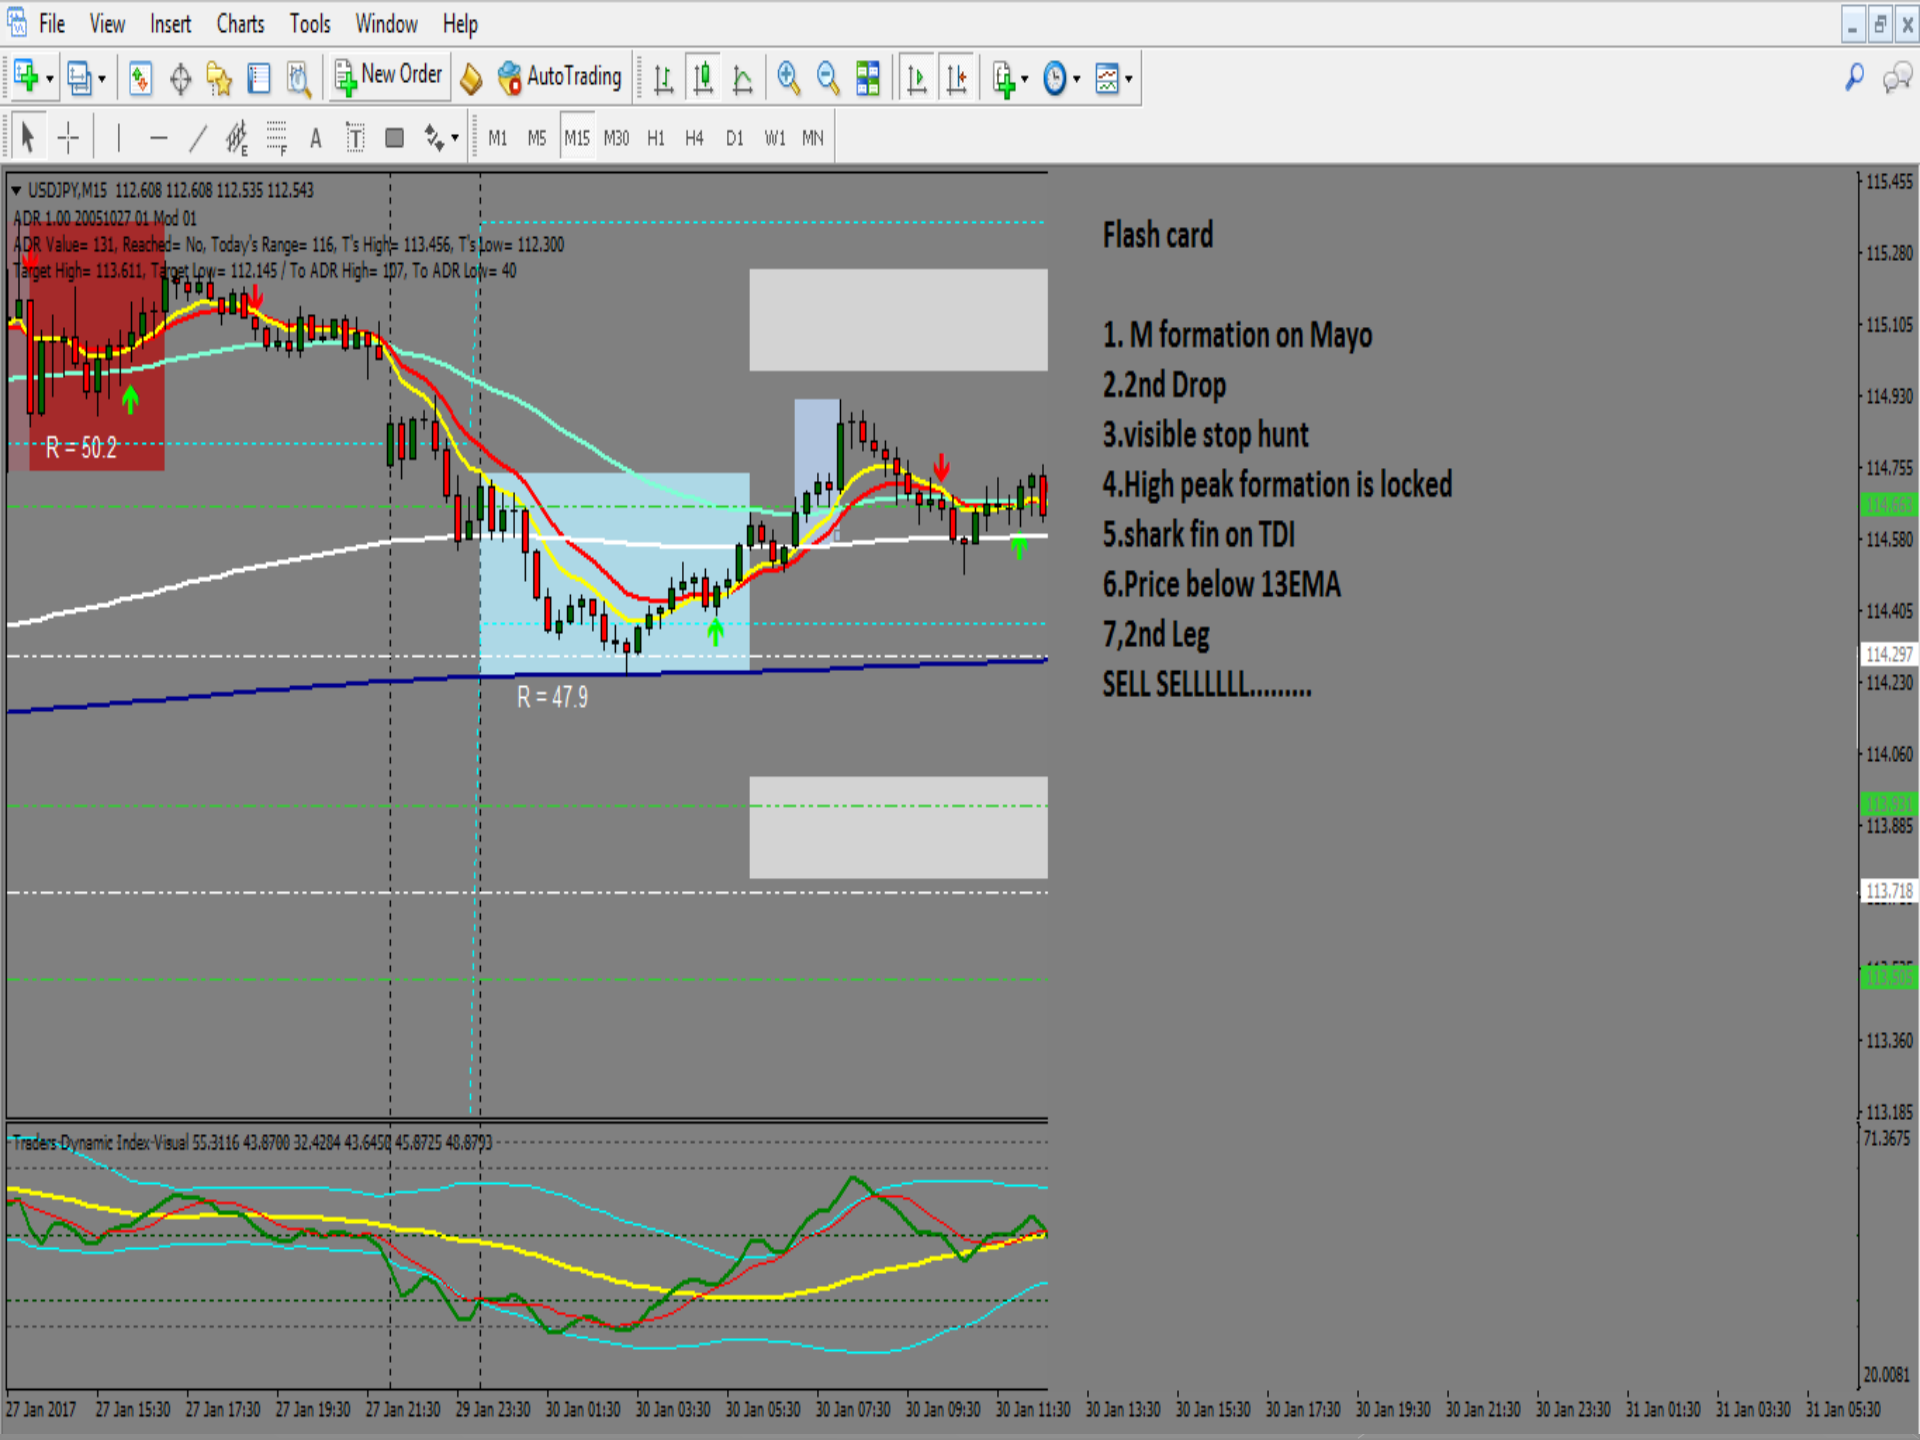 File View Insert Charts Tools Window Help
New Order AutoTrading
M1 M5 M15 M30 H1 H4 D1 W1 MN
USDJPY,M15 112.608 112.608 112.535 112.543
ADR 1.00 20051027 01 Mod 01
ADR Value= 131, Reached= No, Today's Range= 116, T's High= 113.456, T's Low= 112.300
Target High= 113.611, Target Low= 112.145 / To ADR High= 107, To ADR Low= 40
R = 50.2
R = 47.9
Flash card
1. M formation on Mayo
2.2nd Drop
3.visible stop hunt
4.High peak formation is locked
5.shark fin on TDI
6.Price below 13EMA
7,2nd Leg
SELL SELLLLLL.........
115.455
115.280
115.105
114.930
114.755
114.663
114.580
114.405
114.297
114.230
114.060
113.931
113.885
113.718
113.360
113.185
Traders Dynamic Index-Visual 55.3116 43.8700 32.4284 43.6450 45.8725 48.8793
71.3675
20.0081
27 Jan 2017 27 Jan 15:30 27 Jan 17:30 27 Jan 19:30 27 Jan 21:30 29 Jan 23:30 30 Jan 01:30 30 Jan 03:30 30 Jan 05:30 30 Jan 07:30 30 Jan 09:30 30 Jan 11:30 30 Jan 13:30 30 Jan 15:30 30 Jan 17:30 30 Jan 19:30 30 Jan 21:30 30 Jan 23:30 31 Jan 01:30 31 Jan 03:30 31 Jan 05:30